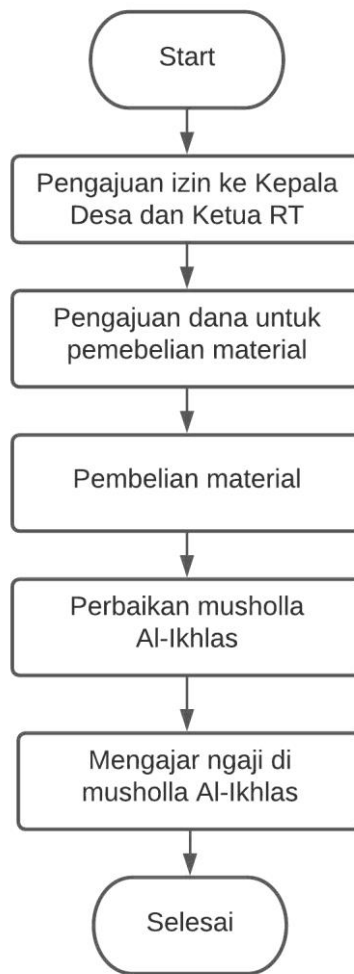 Start
Pengajuan izin ke Kepala
Desa dan Ketua RT
Pengajuan dana untuk
pemebelian material
Pembelian material
Perbaikan musholla
Al-Ikhlas
Mengajar ngaji di
musholla Al-Ikhlas
Selesai